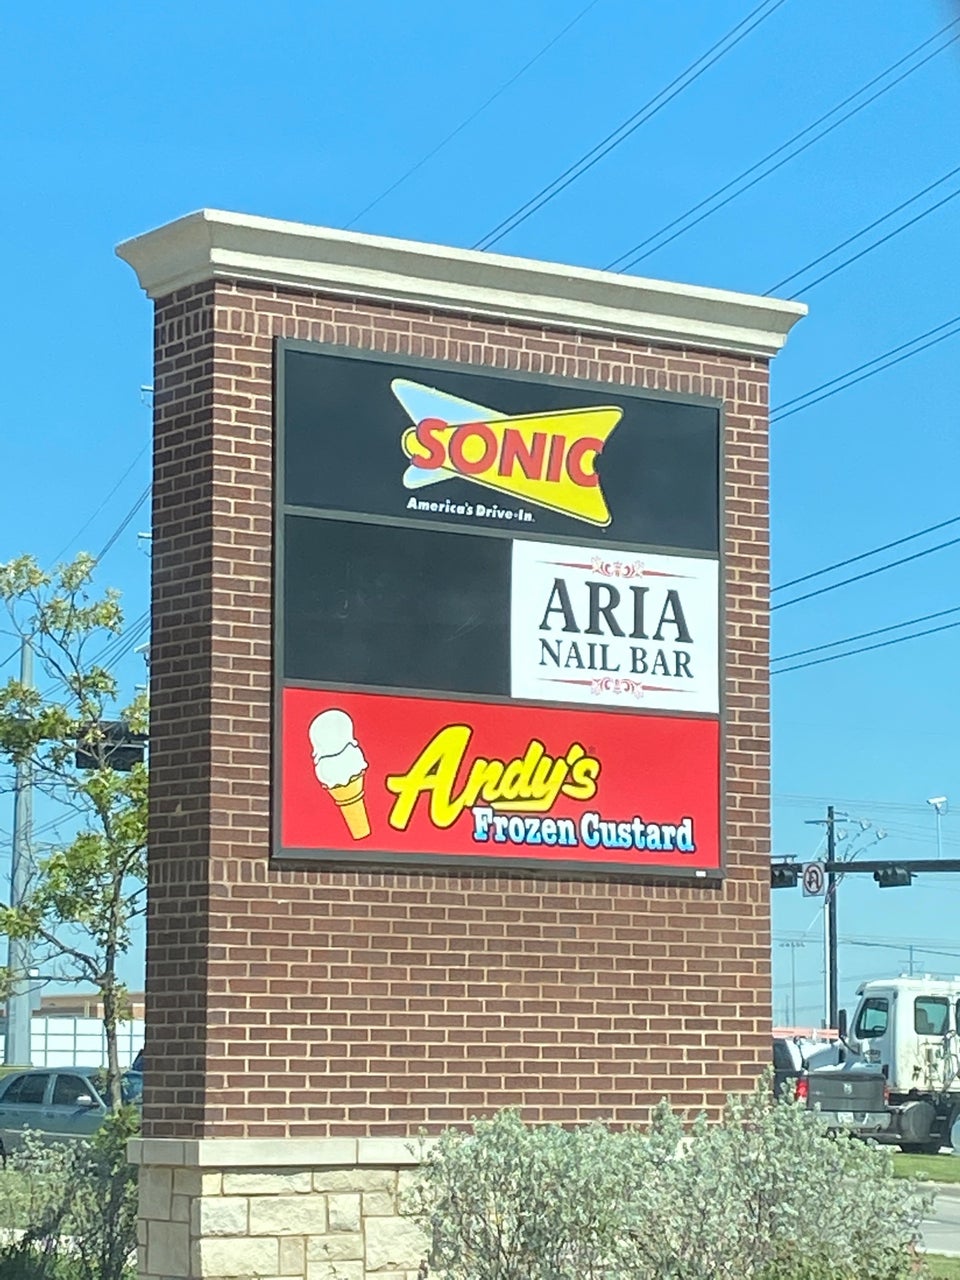 SONIC
America's Drive-In.
ARIA
NAIL BAR
Andy's
Frozen Custard